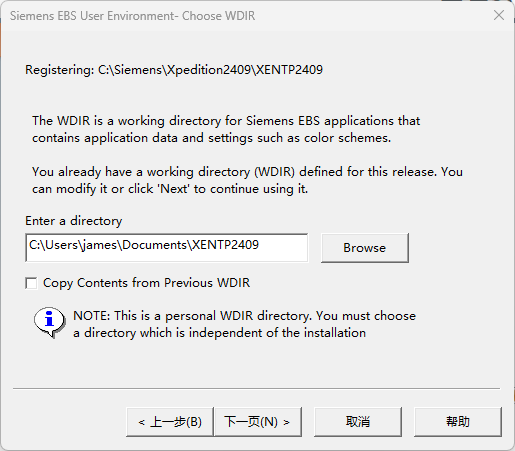 Siemens EBS User Environment- Choose WDIR
Registering: C:\Siemens\Xpedition2409\XENTP2409
The WDIR is a working directory for Siemens EBS applications that
contains application data and settings such as color schemes.
You already have a working directory (WDIR) defined for this release. You
can modify it or click 'Next' to continue using it.
Enter a directory
C:\Users\james\Documents\XENTP2409
Browse
Copy Contents from Previous WDIR
NOTE: This is a personal WDIR directory. You must choose
a directory which is independent of the installation
< 上一步(B) 下一页(N) > 取消 帮助